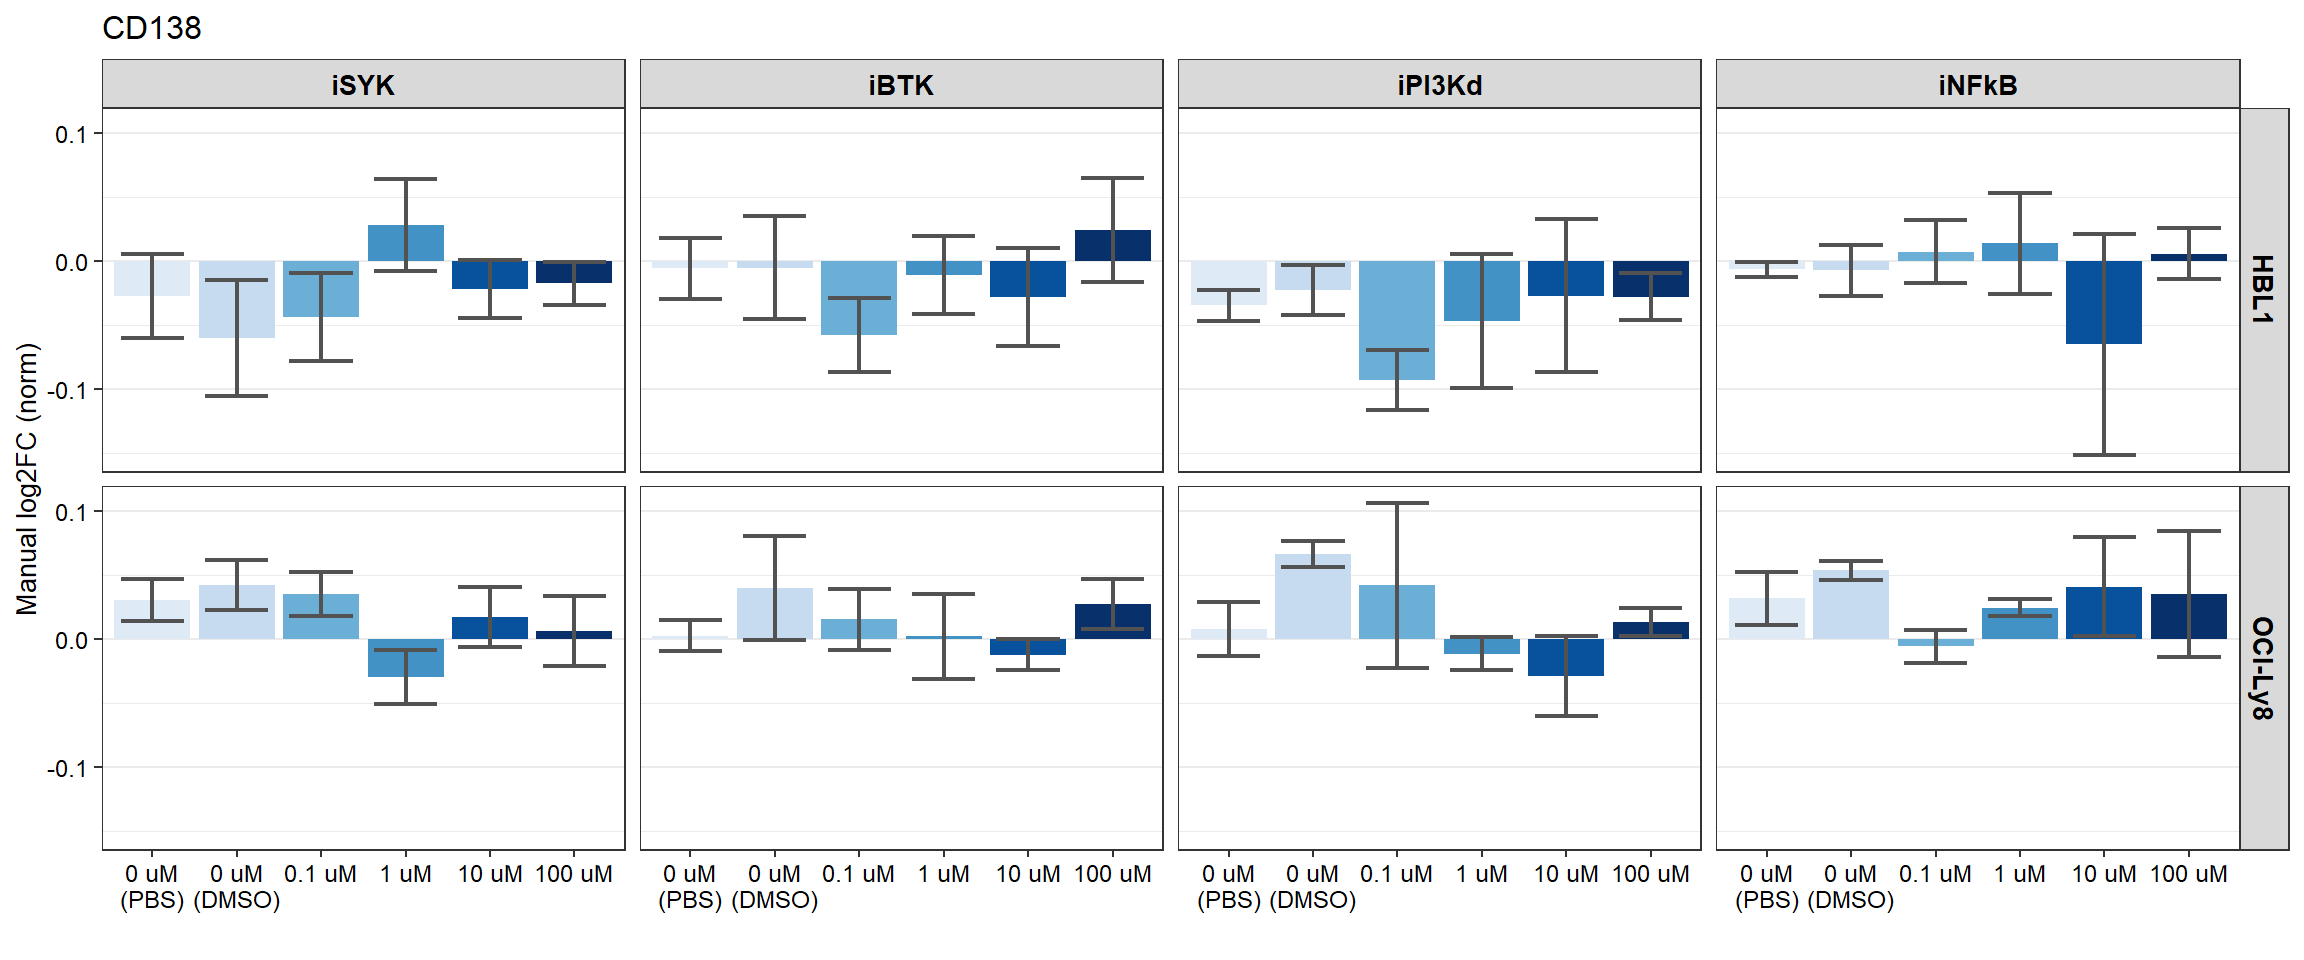 CD138
iSYK
iBTK
iPI3Kd
iNFkB
0.1
0.0
-0.1
HBL1
0.1
0.0
-0.1
OCI-Ly8
Manual log2FC (norm)
0 uM 0 uM 0.1 uM 1 uM 10 uM 100 uM
(PBS) (DMSO)
0 uM 0 uM 0.1 uM 1 uM 10 uM 100 uM
(PBS) (DMSO)
0 uM 0 uM 0.1 uM 1 uM 10 uM 100 uM
(PBS) (DMSO)
0 uM 0 uM 0.1 uM 1 uM 10 uM 100 uM
(PBS) (DMSO)